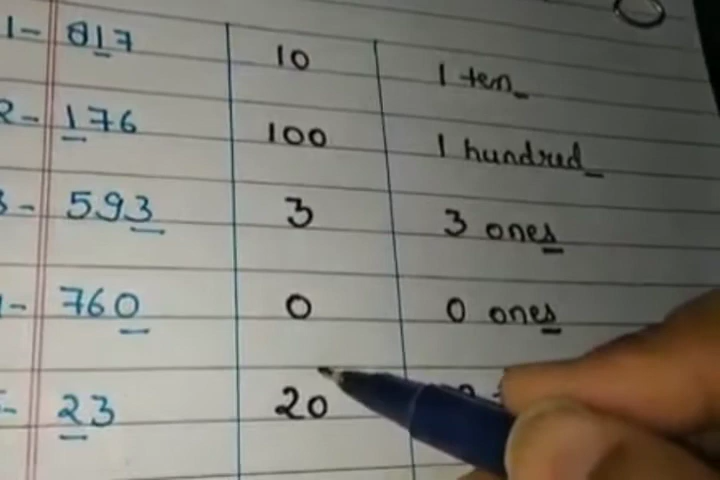 1- 817 10 1 ten
2- 176 100 1 hundred
3- 593 3 3 ones
760 0 0 ones
23 20